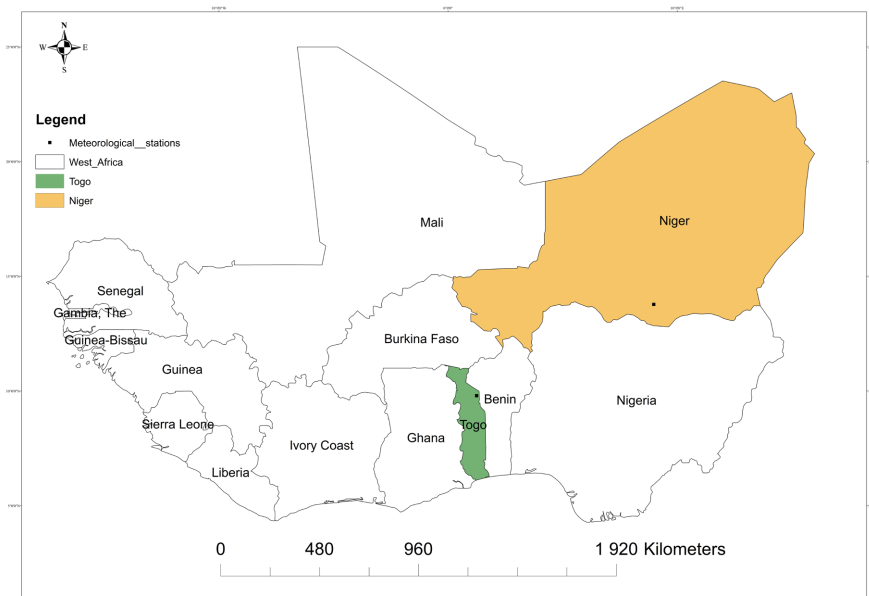 N
W E
S
Legend
Meteorological__stations
West_Africa
Togo
Niger
Mali
Niger
Senegal
Gambia, The
Guinea-Bissau
Burkina Faso
Guinea
Benin
Nigeria
Sierra Leone
Togo
Ghana
Ivory Coast
Liberia
0 480 960 1 920 Kilometers